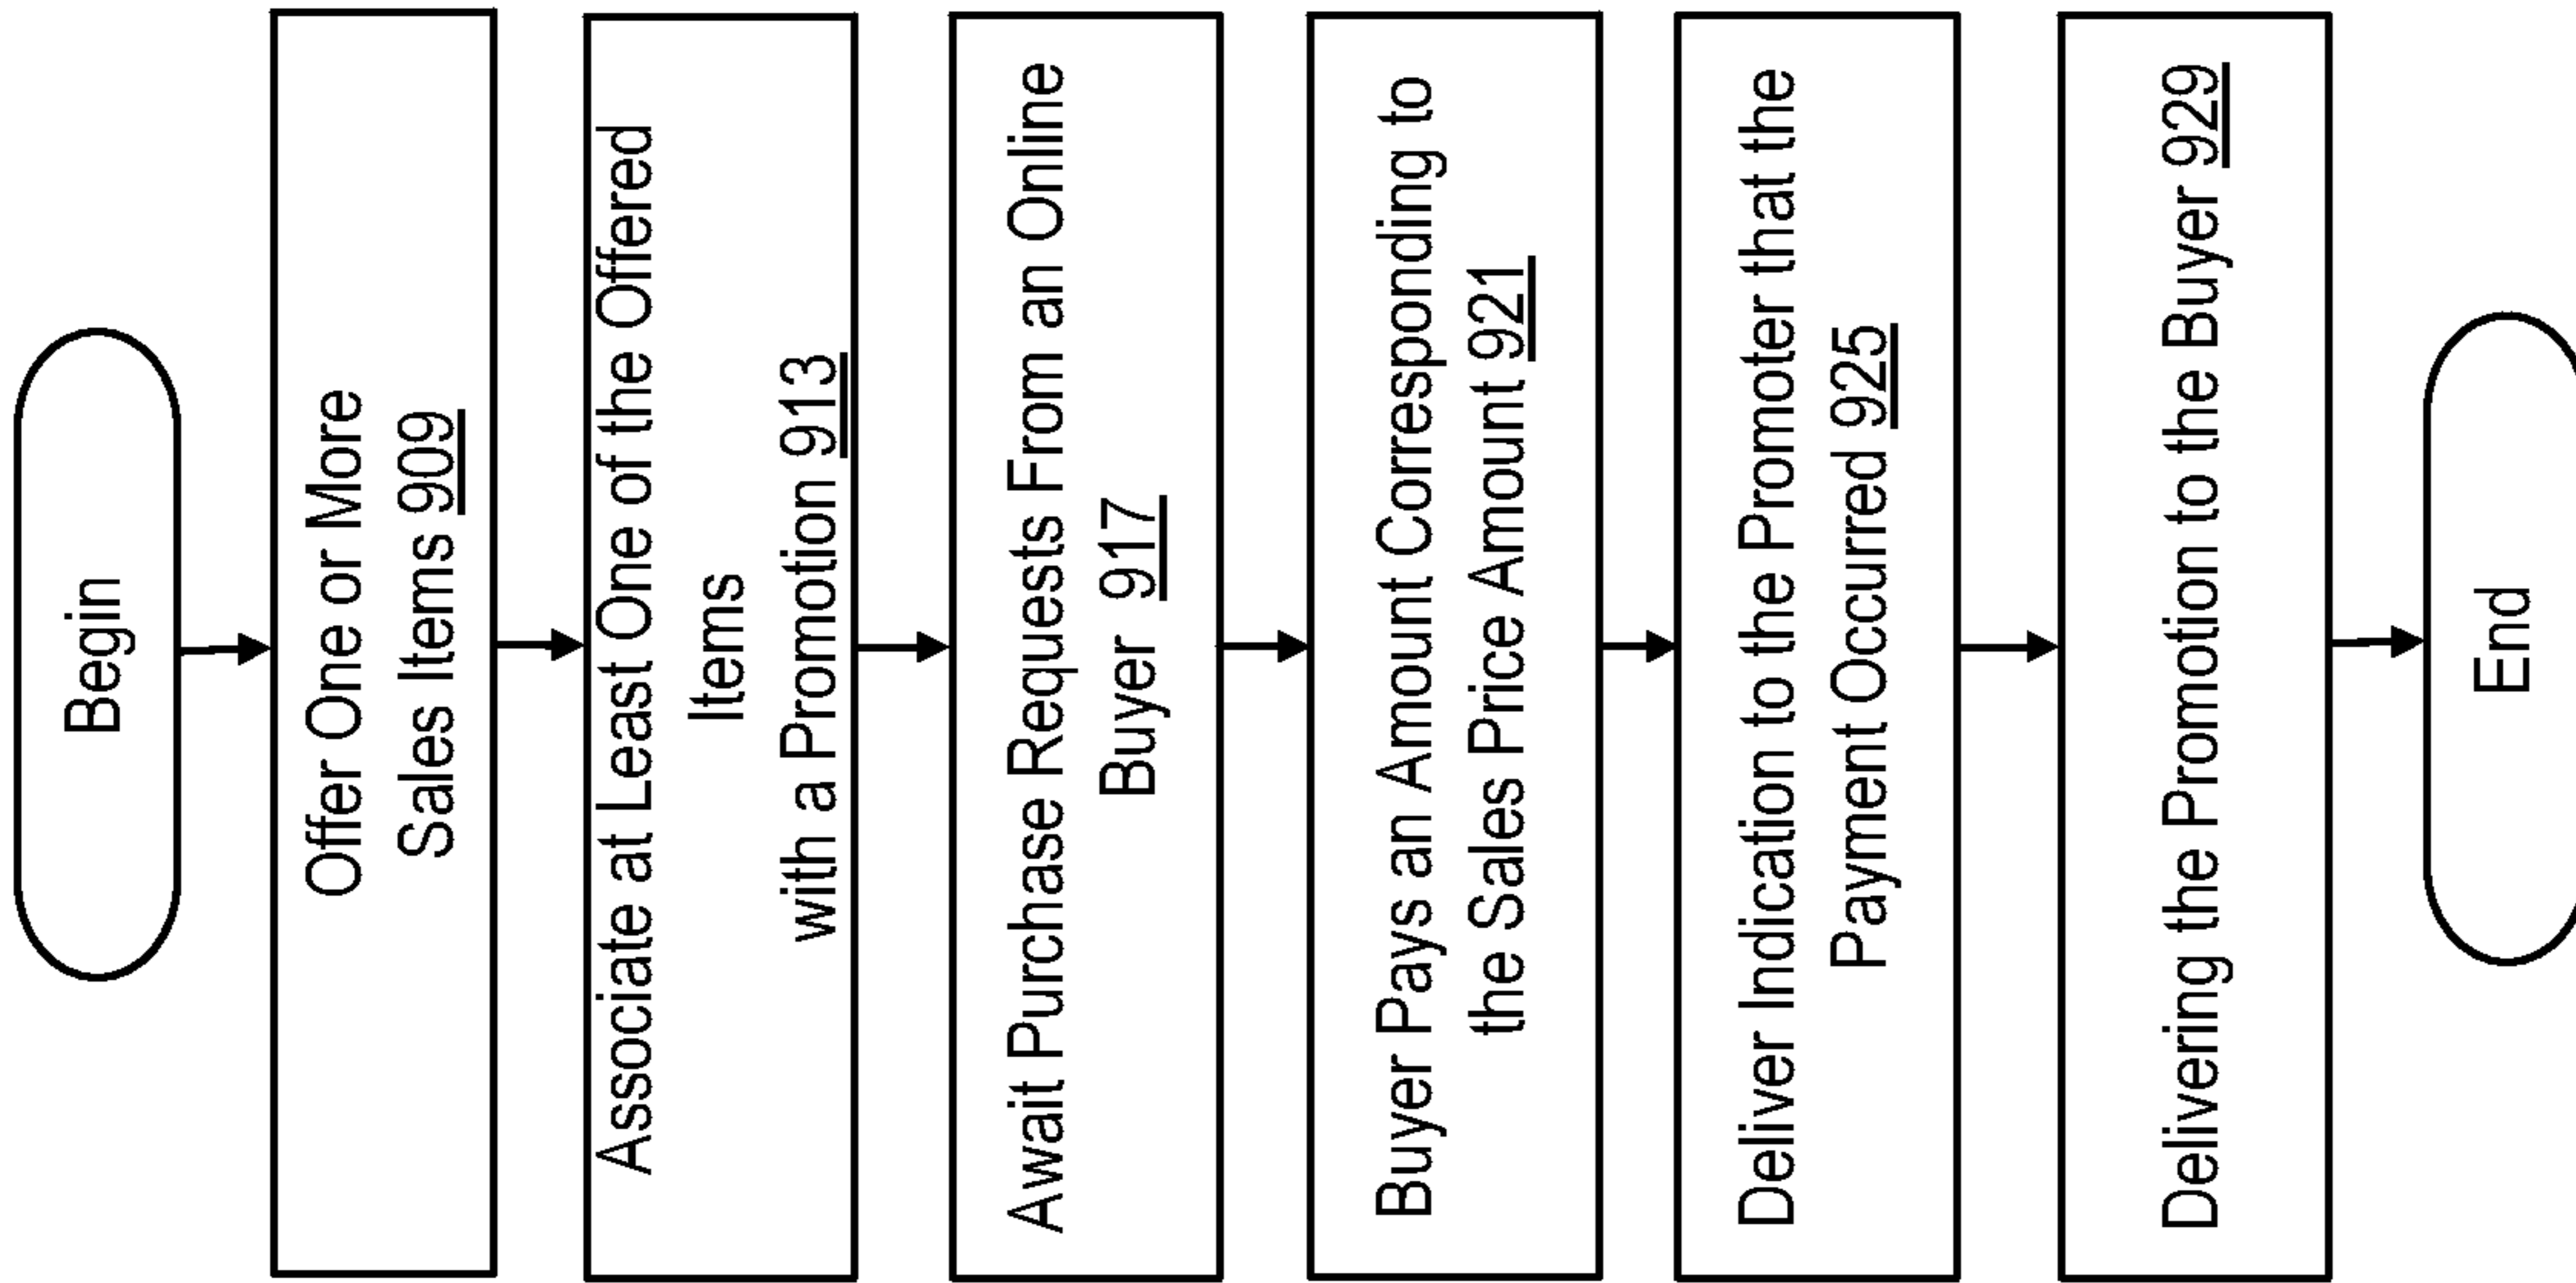 Begin
Offer One or More
Sales Items 909
Associate at Least One of the Offered
Items
with a Promotion 913
Await Purchase Requests From an Online
Buyer 917
Buyer Pays an Amount Corresponding to
the Sales Price Amount 921
Deliver Indication to the Promoter that the
Payment Occurred 925
Delivering the Promotion to the Buyer 929
End